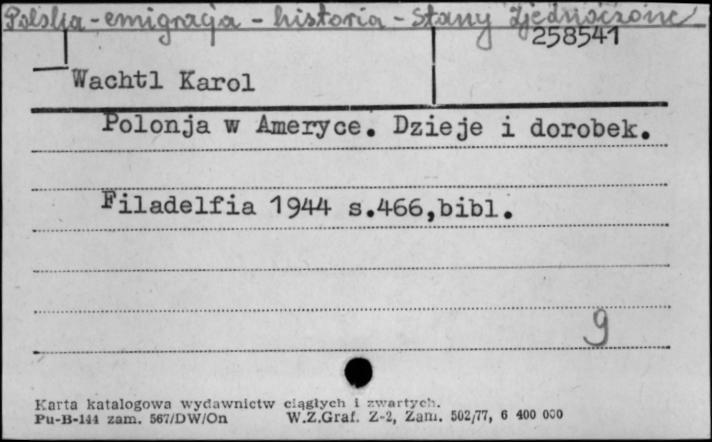 Polska - emigracja - historia - Stany Zjednoczone
258541
Wachtl Karol
Polonja w Ameryce. Dzieje i dorobek.
Filadelfia 1944 s.466,bibl.
9
Karta katalogowa wydawnictw ciągłych i zwartych.
Pu-B-144 zam. 567/DW/On W.Z.Graf. Z-2, Zam. 502/77, 6 400 000